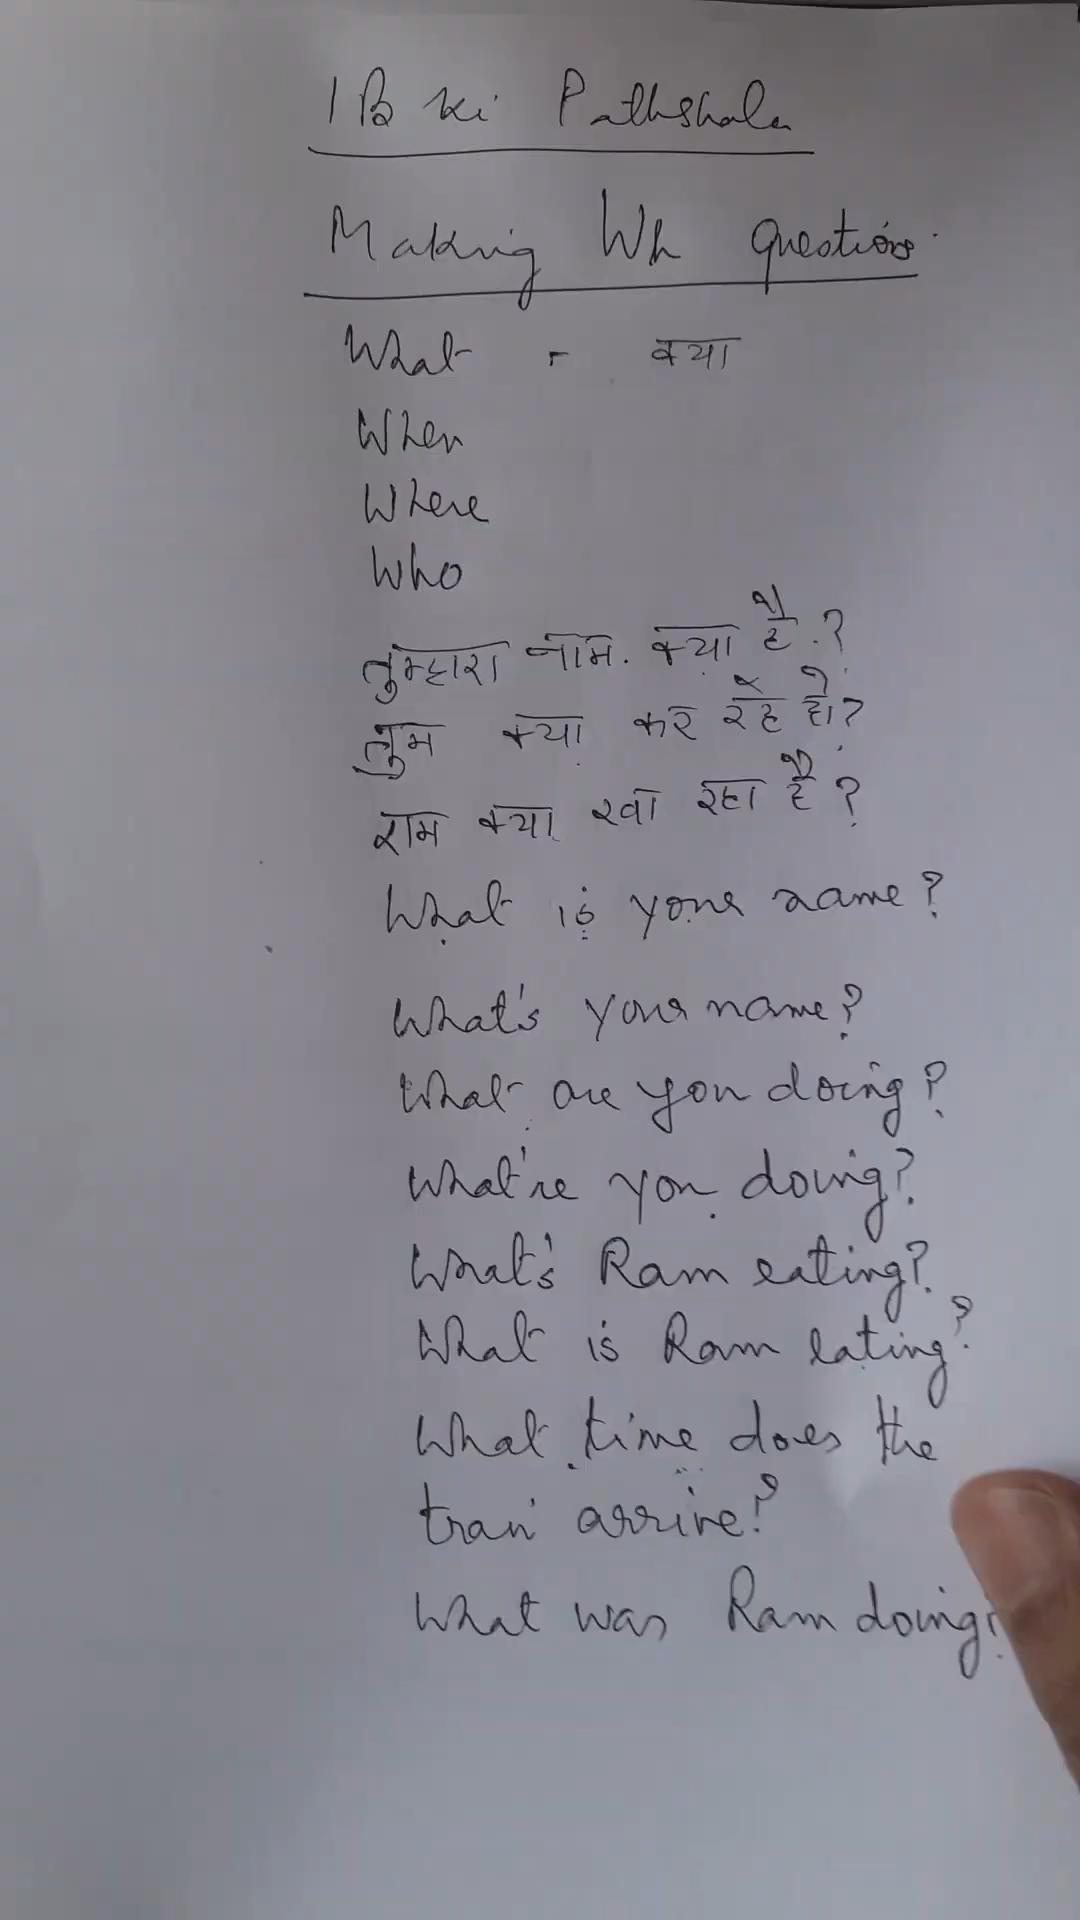 IB ki Pathshala
Making Wh Questions
What - क्या
When
Where
Who
तुम्हारा नाम क्या है?
तुम क्या कर रहे हो?
राम क्या खा रहा है?
What is your name?
What's your name?
What are you doing?
What're you doing?
What's Ram eating?
What is Ram eating?
What time does the
train arrive?
What was Ram doing?